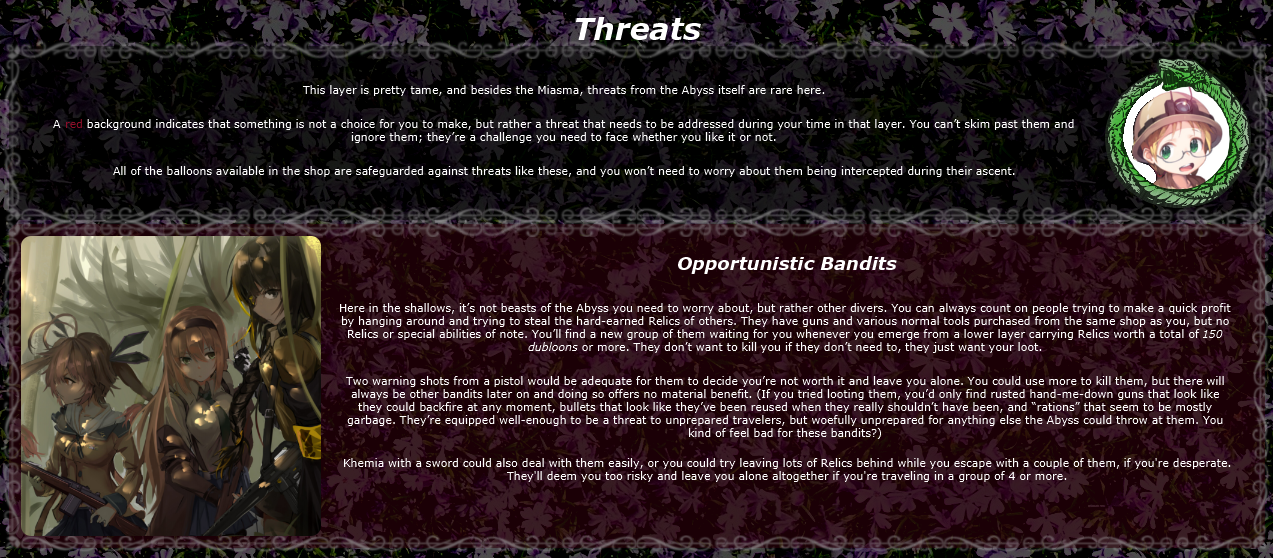 Threats
This layer is pretty tame, and besides the Miasma, threats from the Abyss itself are rare here.
A red background indicates that something is not a choice for you to make, but rather a threat that needs to be addressed during your time in that layer. You can’t skim past them and
ignore them; they’re a challenge you need to face whether you like it or not.
All of the balloons available in the shop are safeguarded against threats like these, and you won’t need to worry about them being intercepted during their ascent.
Opportunistic Bandits
Here in the shallows, it’s not beasts of the Abyss you need to worry about, but rather other divers. You can always count on people trying to make a quick profit
by hanging around and trying to steal the hard-earned Relics of others. They have guns and various normal tools purchased from the same shop as you, but no
Relics or special abilities of note. You’ll find a new group of them waiting for you whenever you emerge from a lower layer carrying Relics worth a total of 150
dubloons or more. They don’t want to kill you if they don’t need to, they just want your loot.
Two warning shots from a pistol would be adequate for them to decide you’re not worth it and leave you alone. You could use more to kill them, but there will
always be other bandits later on and doing so offers no material benefit. (If you tried looting them, you’d only find rusted hand-me-down guns that look like
they could backfire at any moment, bullets that look like they’ve been reused when they really shouldn’t have been, and “rations” that seem to be mostly
garbage. They’re equipped well-enough to be a threat to unprepared travelers, but woefully unprepared for anything else the Abyss could throw at them. You
kind of feel bad for these bandits?)
Khemia with a sword could also deal with them easily, or you could try leaving lots of Relics behind while you escape with a couple of them, if you're desperate.
They'll deem you too risky and leave you alone altogether if you're traveling in a group of 4 or more.